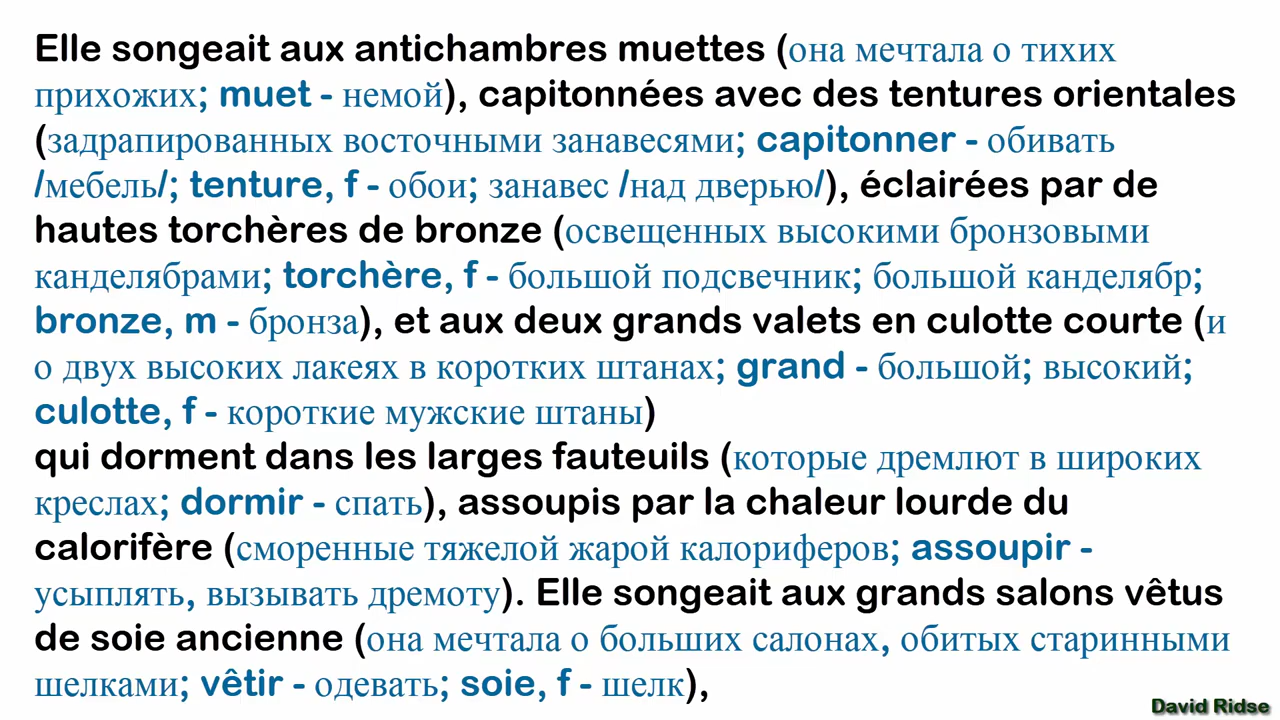 Elle songeait aux antichambres muettes (она мечтала о тихих
прихожих; muet - немой), capitonnées avec des tentures orientales
(задрапированных восточными занавесями; capitonner - обивать
/мебель/; tenture, f - обои; занавес /над дверью/), éclairées par de
hautes torchères de bronze (освещенных высокими бронзовыми
канделябрами; torchère, f - большой подсвечник; большой канделябр;
bronze, m - бронза), et aux deux grands valets en culotte courte (и
о двух высоких лакеях в коротких штанах; grand - большой; высокий;
culotte, f - короткие мужские штаны)
qui dorment dans les larges fauteuils (которые дремлют в широких
креслах; dormir - спать), assoupis par la chaleur lourde du
calorifère (сморенные тяжелой жарой калориферов; assoupir -
усыплять, вызывать дремоту). Elle songeait aux grands salons vêtus
de soie ancienne (она мечтала о больших салонах, обитых старинными
шелками; vêtir - одевать; soie, f - шелк),
David Ridse